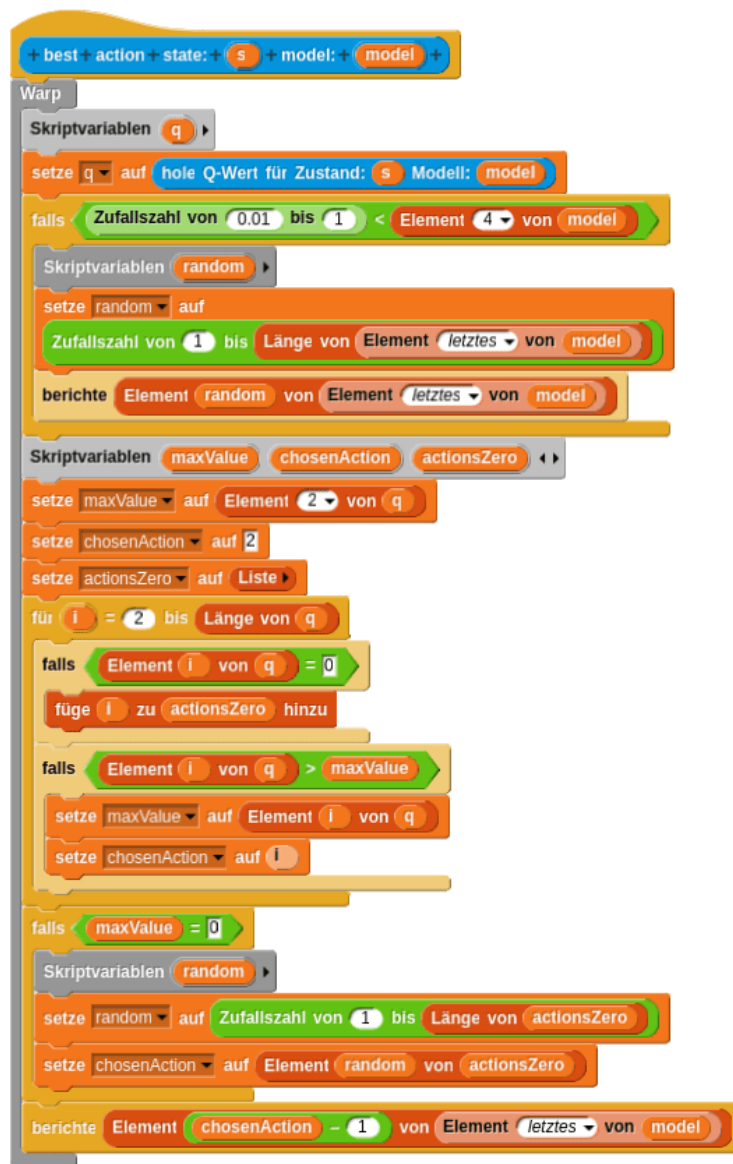 + best + action + state: + s + model: + model +
Warp
Skriptvariablen q
setze q auf hole Q-Wert für Zustand: s Modell: model
falls Zufallszahl von 0.01 bis 1 < Element 4 von model
Skriptvariablen random
setze random auf
Zufallszahl von 1 bis Länge von Element letztes von model
berichte Element random von Element letztes von model
Skriptvariablen maxValue chosenAction actionsZero
setze maxValue auf Element 2 von q
setze chosenAction auf 2
setze actionsZero auf Liste
für i = 2 bis Länge von q
falls Element i von q = 0
füge i zu actionsZero hinzu
falls Element i von q > maxValue
setze maxValue auf Element i von q
setze chosenAction auf i
falls maxValue = 0
Skriptvariablen random
setze random auf Zufallszahl von 1 bis Länge von actionsZero
setze chosenAction auf Element random von actionsZero
berichte Element chosenAction - 1 von Element letztes von model